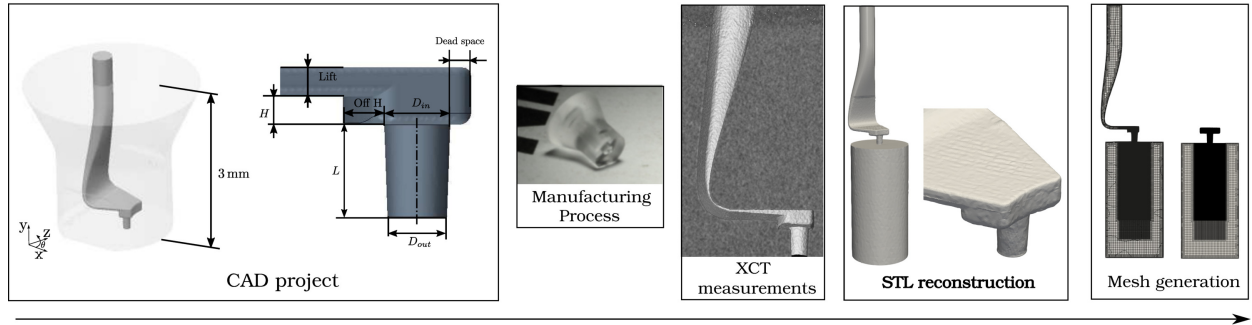 Dead space
Lift
H
Off H
D_in
3 mm
L
D_out
y
z
θ
x
CAD project
Manufacturing
Process
XCT
measurements
STL reconstruction
Mesh generation